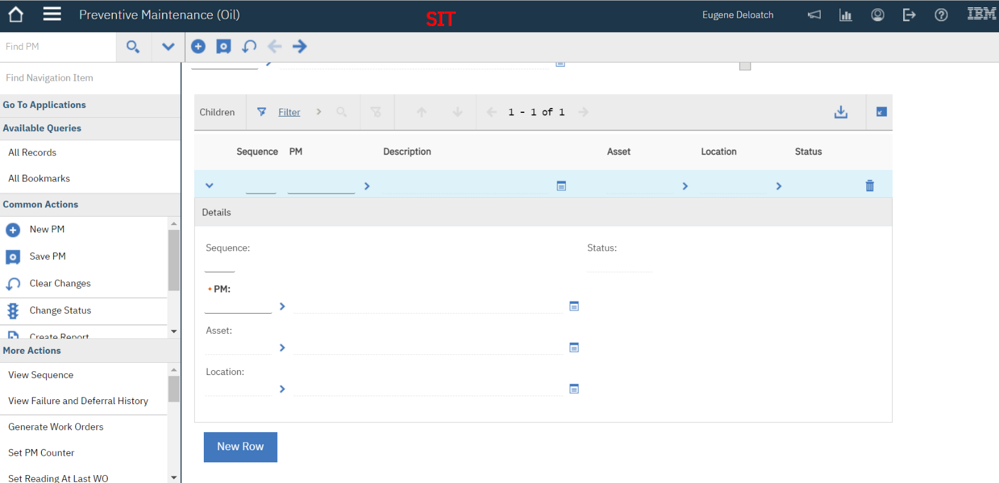 Preventive Maintenance (Oil)
SIT
Eugene Deloatch
IBM
Find PM
Find Navigation Item
Go To Applications
Available Queries
All Records
All Bookmarks
Common Actions
New PM
Save PM
Clear Changes
Change Status
Create Report
More Actions
View Sequence
View Failure and Deferral History
Generate Work Orders
Set PM Counter
Set Reading At Last WO
Children Filter 1 - 1 of 1
Sequence PM Description Asset Location Status
Details
Sequence: Status:
PM:
Asset:
Location:
New Row